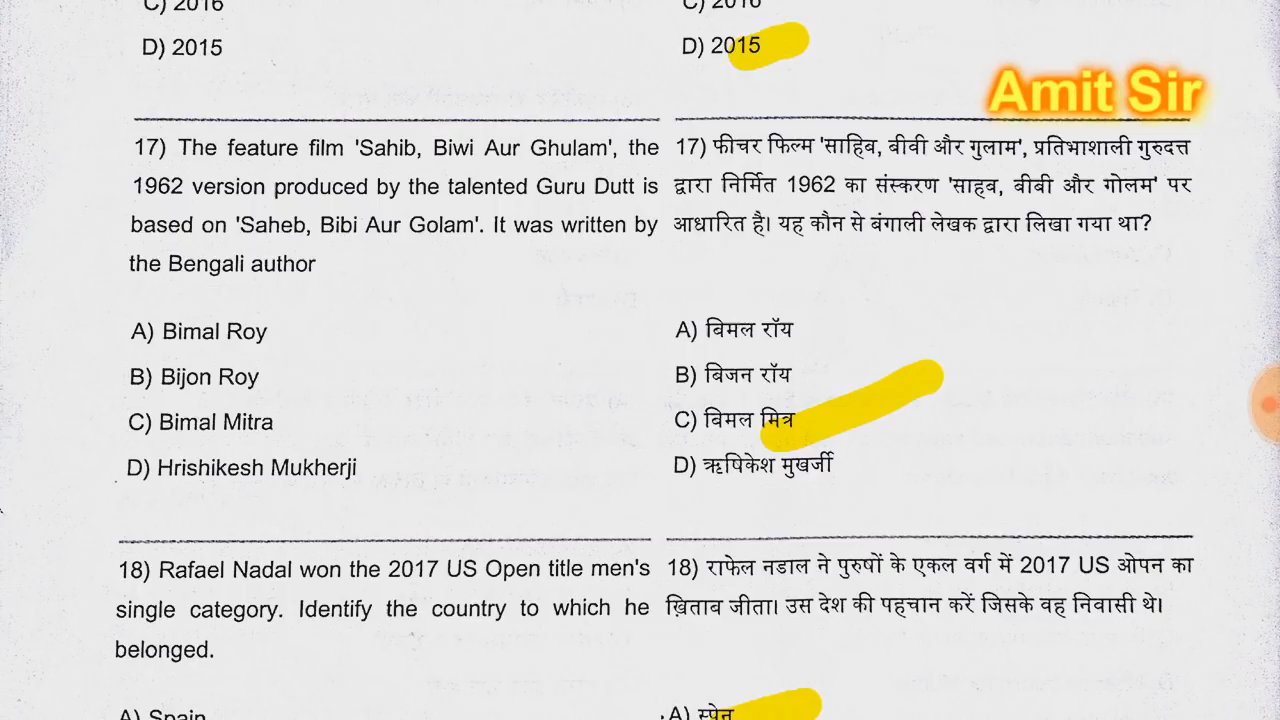 C) 2016
D) 2015
C) 2016
D) 2015
Amit Sir
17) The feature film 'Sahib, Biwi Aur Ghulam', the
1962 version produced by the talented Guru Dutt is
based on 'Saheb, Bibi Aur Golam'. It was written by
the Bengali author
A) Bimal Roy
B) Bijon Roy
C) Bimal Mitra
D) Hrishikesh Mukherji
17) फीचर फिल्म 'साहिब, बीवी और गुलाम', प्रतिभाशाली गुरुदत्त
द्वारा निर्मित 1962 का संस्करण 'साहब, बीबी और गोलम' पर
आधारित है। यह कौन से बंगाली लेखक द्वारा लिखा गया था?
A) बिमल रॉय
B) बिजन रॉय
C) बिमल मित्र
D) ऋषिकेश मुखर्जी
18) Rafael Nadal won the 2017 US Open title men's
single category. Identify the country to which he
belonged.
A) Spain
18) राफेल नडाल ने पुरुषों के एकल वर्ग में 2017 US ओपन का
ख़िताब जीता। उस देश की पहचान करें जिसके वह निवासी थे।
A) स्पेन